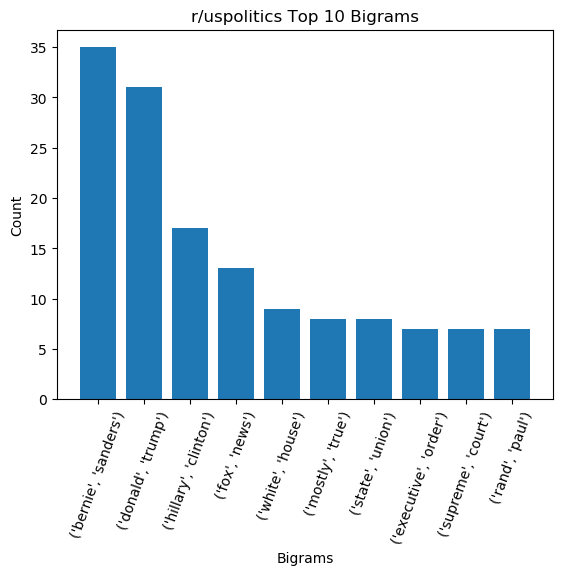 r/uspolitics Top 10 Bigrams
Count
35
30
25
20
15
10
5
0
('bernie', 'sanders')
('donald', 'trump')
('hillary', 'clinton')
('fox', 'news')
('white', 'house')
('mostly', 'true')
('state', 'union')
('executive', 'order')
('supreme', 'court')
('rand', 'paul')
Bigrams